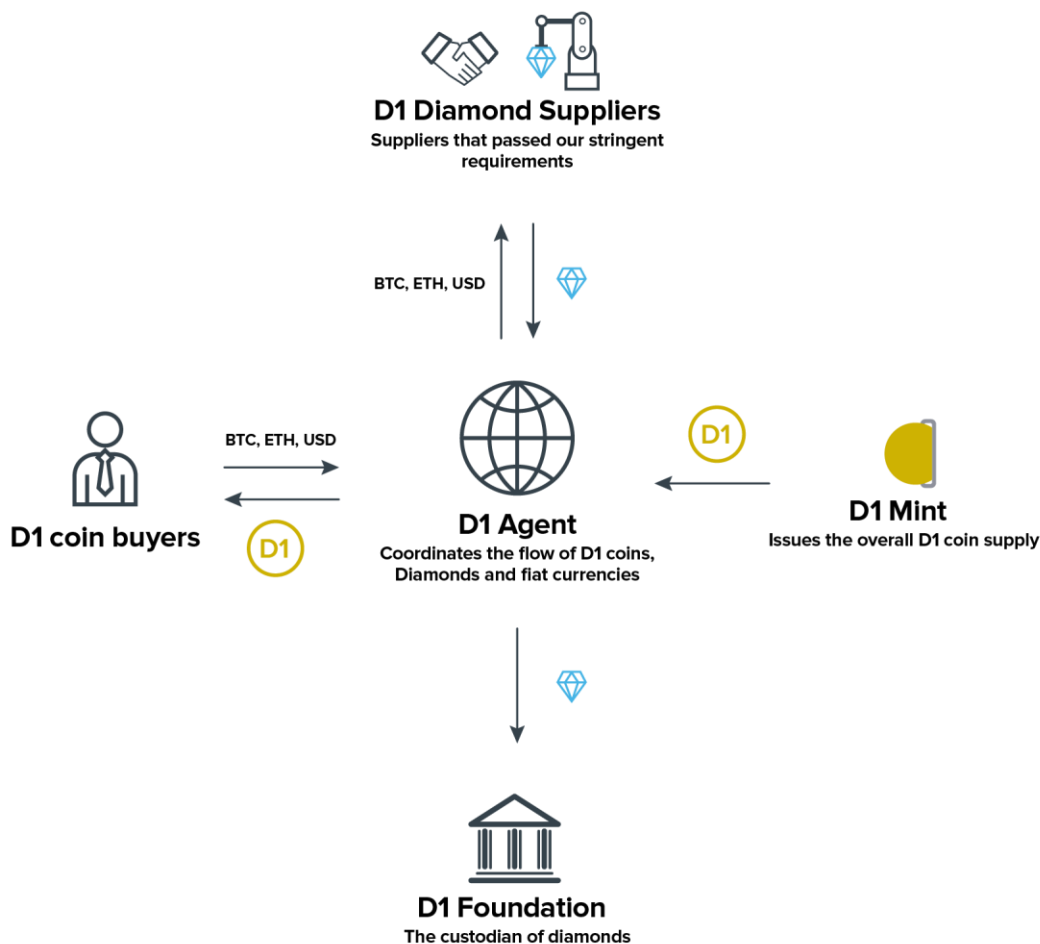 D1 Diamond Suppliers
Suppliers that passed our stringent
requirements
BTC, ETH, USD
BTC, ETH, USD
D1
D1
D1 coin buyers
D1 Agent
Coordinates the flow of D1 coins,
Diamonds and fiat currencies
D1 Mint
Issues the overall D1 coin supply
D1 Foundation
The custodian of diamonds